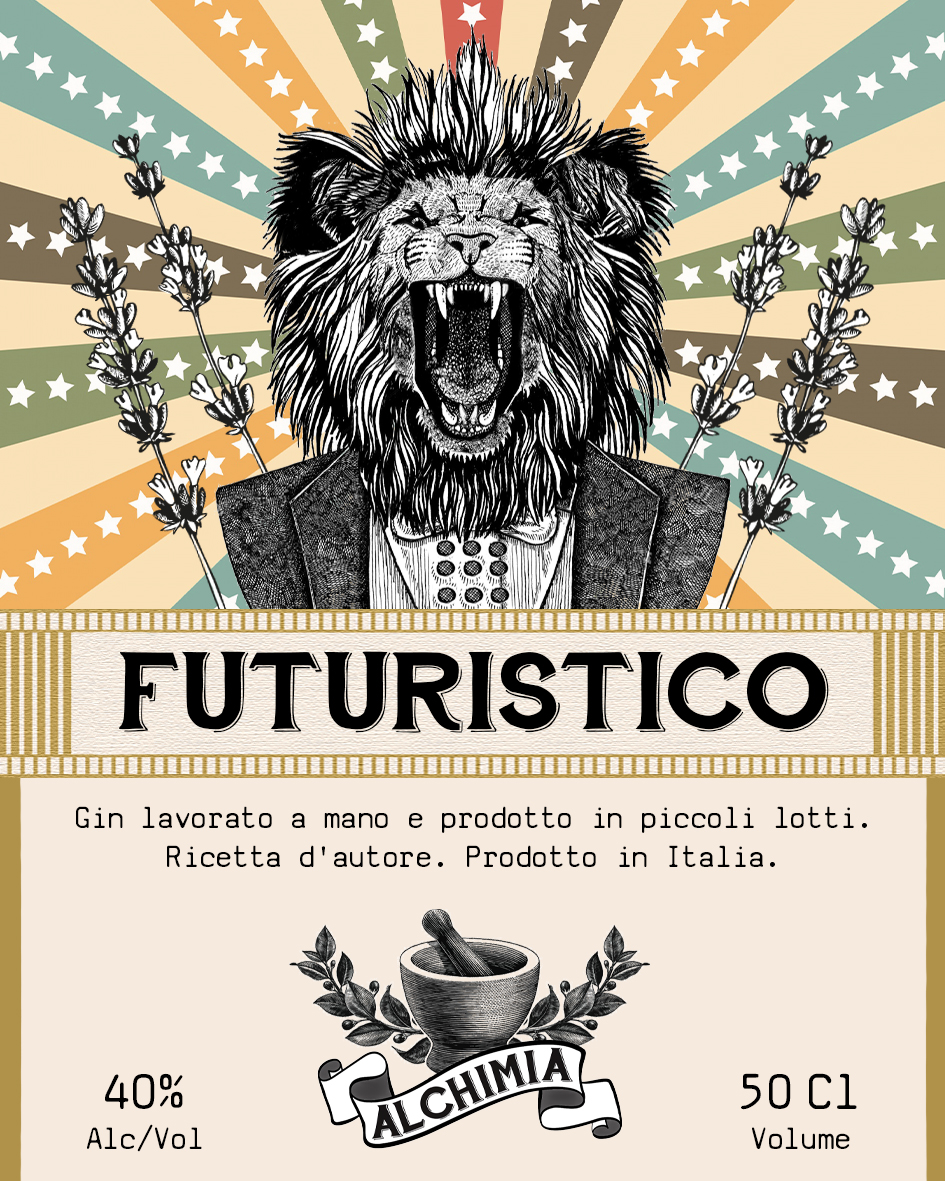 FUTURISTICO
Gin lavorato a mano e prodotto in piccoli lotti.
Ricetta d'autore. Prodotto in Italia.
ALCHIMIA
40%
Alc/Vol
50 Cl
Volume